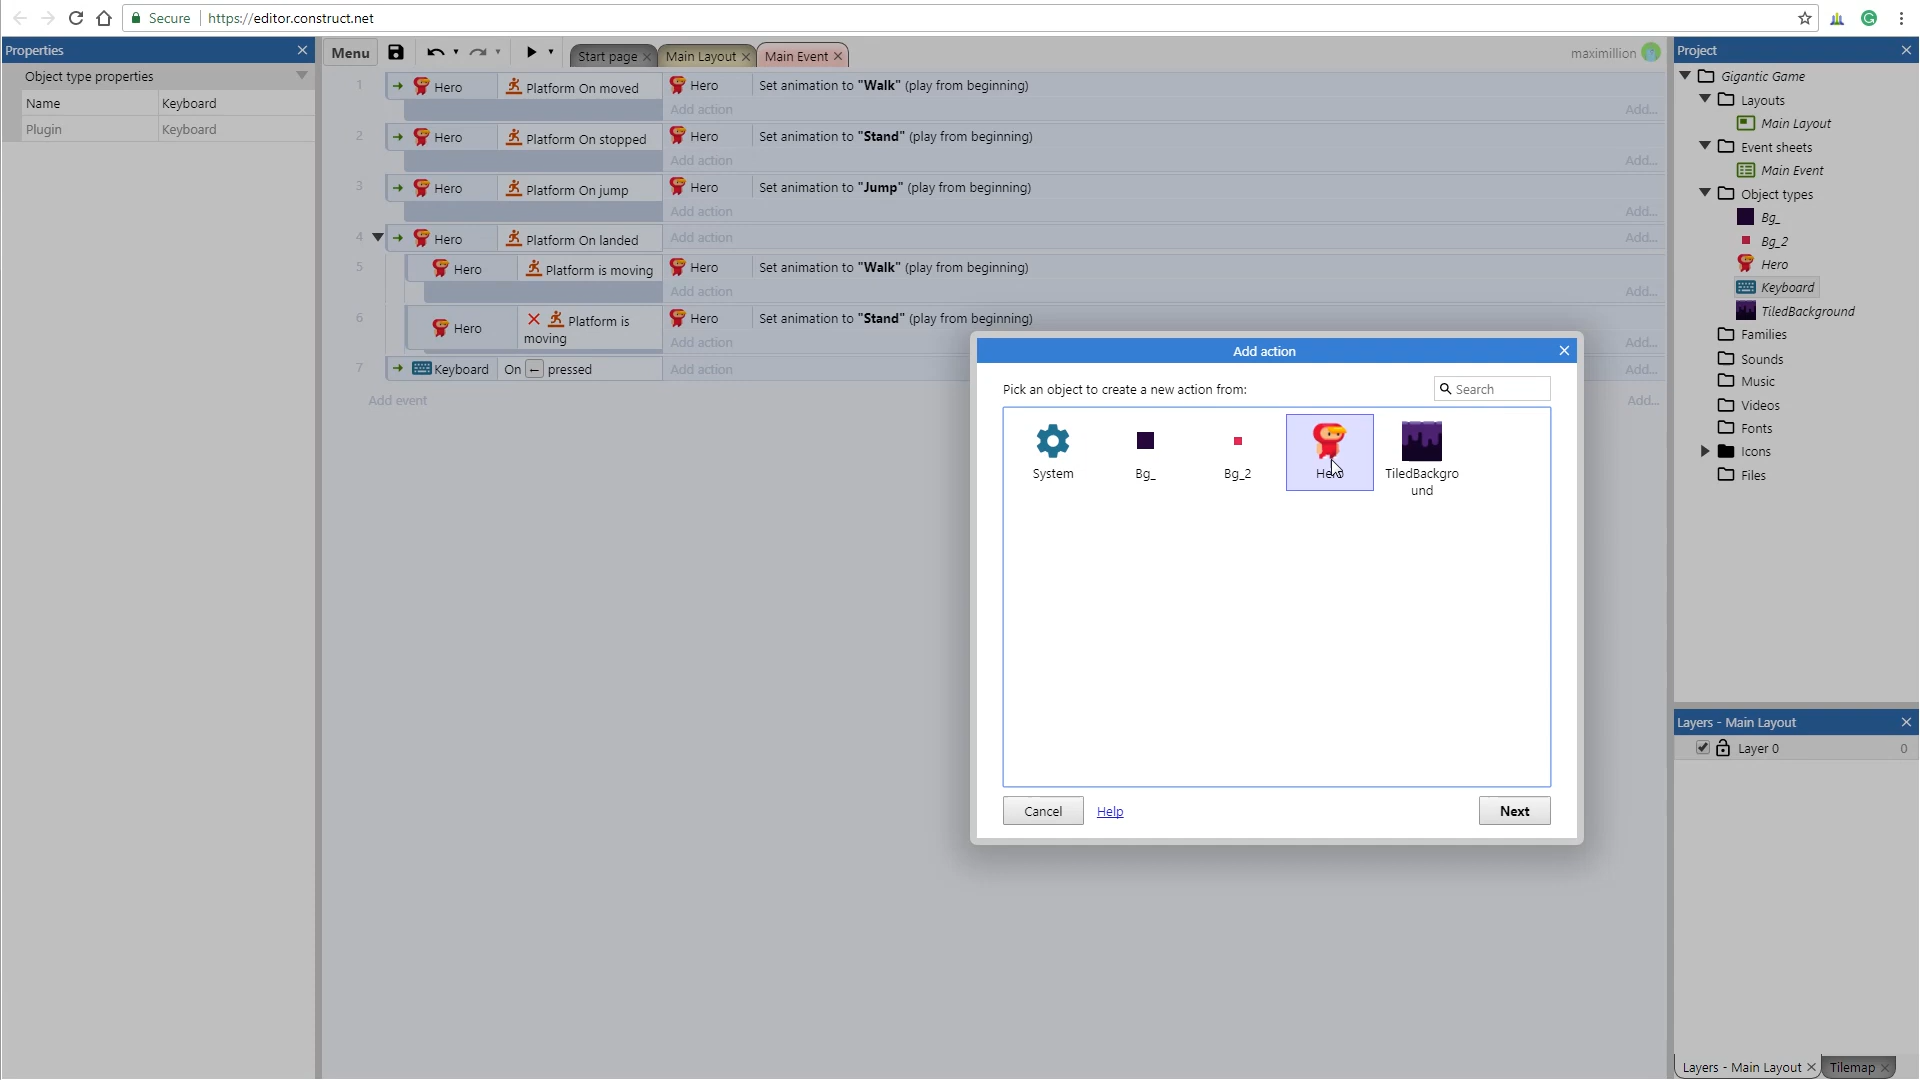 Secure
https://editor.construct.net
Properties
Object type properties
Name Keyboard
Plugin Keyboard
Menu
Start page
Main Layout
Main Event
maximillion
1 Hero Platform On moved Hero Set animation to "Walk" (play from beginning)
Add action Add...
2 Hero Platform On stopped Hero Set animation to "Stand" (play from beginning)
Add action Add...
3 Hero Platform On jump Hero Set animation to "Jump" (play from beginning)
Add action Add...
4 Hero Platform On landed Add action Add...
5 Hero Platform is moving Hero Set animation to "Walk" (play from beginning)
Add action Add...
6 Hero Platform is moving Hero Set animation to "Stand" (play from beginning)
Add action Add...
7 Keyboard On ← pressed Add action Add...
Add event Add...
Add action
Pick an object to create a new action from:
Search
System
Bg_
Bg_2
Hero
TiledBackgro
und
Cancel
Help
Next
Project
Gigantic Game
Layouts
Main Layout
Event sheets
Main Event
Object types
Bg_
Bg_2
Hero
Keyboard
TiledBackground
Families
Sounds
Music
Videos
Fonts
Icons
Files
Layers - Main Layout
Layer 0 0
Layers - Main Layout
Tilemap